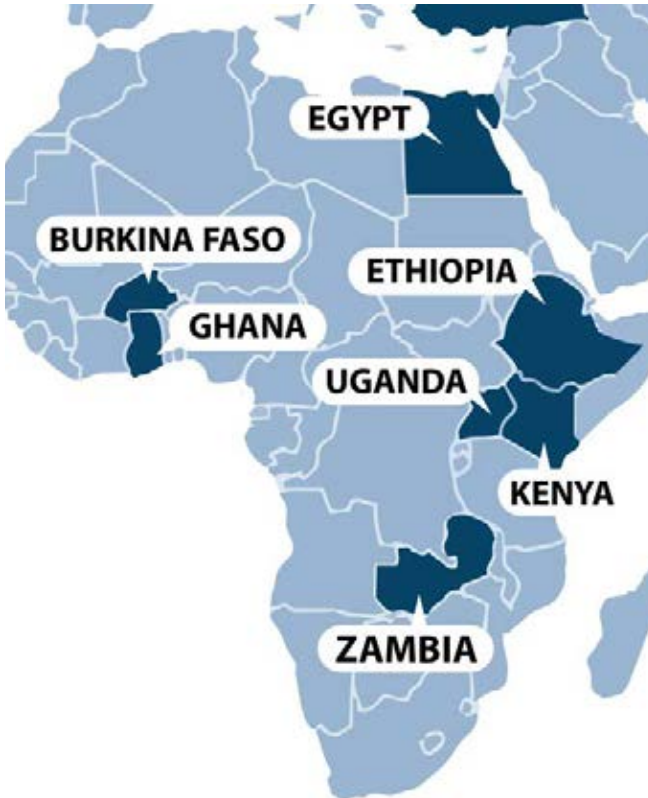 EGYPT
BURKINA FASO
ETHIOPIA
GHANA
UGANDA
KENYA
ZAMBIA